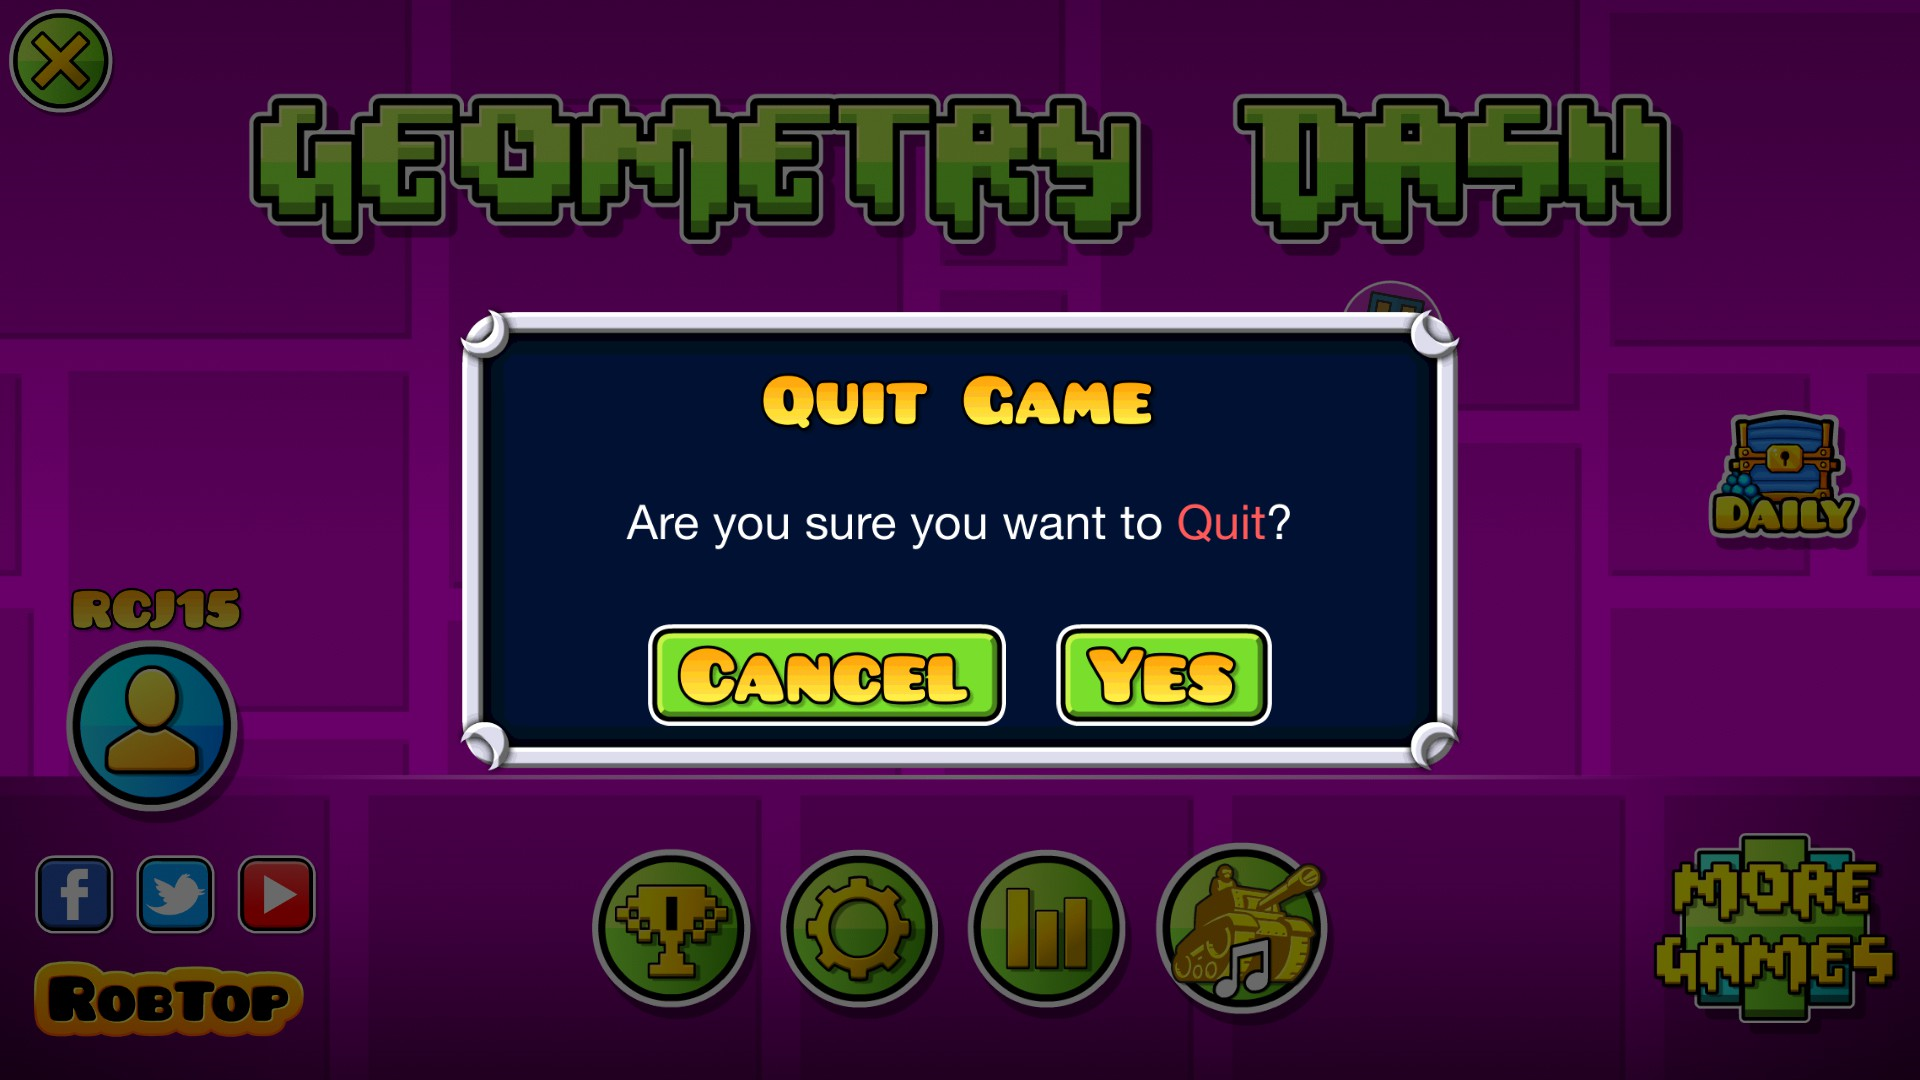 GEOMETRY DASH
QUIT GAME
Are you sure you want to Quit?
CANCEL YES
DAILY
RCJ15
ROBTOP
MORE
GAMES